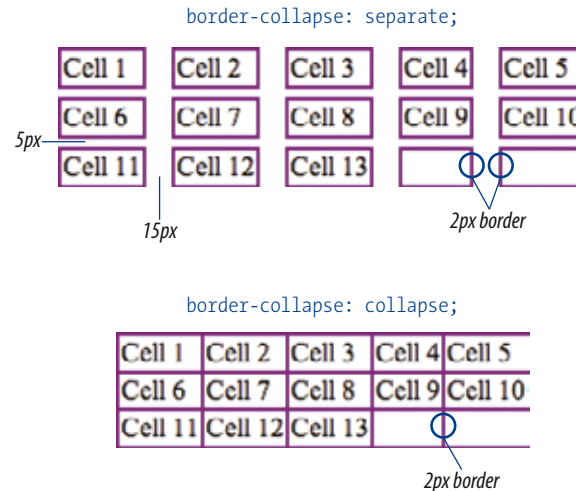 border-collapse: separate;
Cell 1 Cell 2 Cell 3 Cell 4 Cell 5
Cell 6 Cell 7 Cell 8 Cell 9 Cell 10
5px
Cell 11 Cell 12 Cell 13
15px
2px border
border-collapse: collapse;
Cell 1 Cell 2 Cell 3 Cell 4 Cell 5
Cell 6 Cell 7 Cell 8 Cell 9 Cell 10
Cell 11 Cell 12 Cell 13
2px border